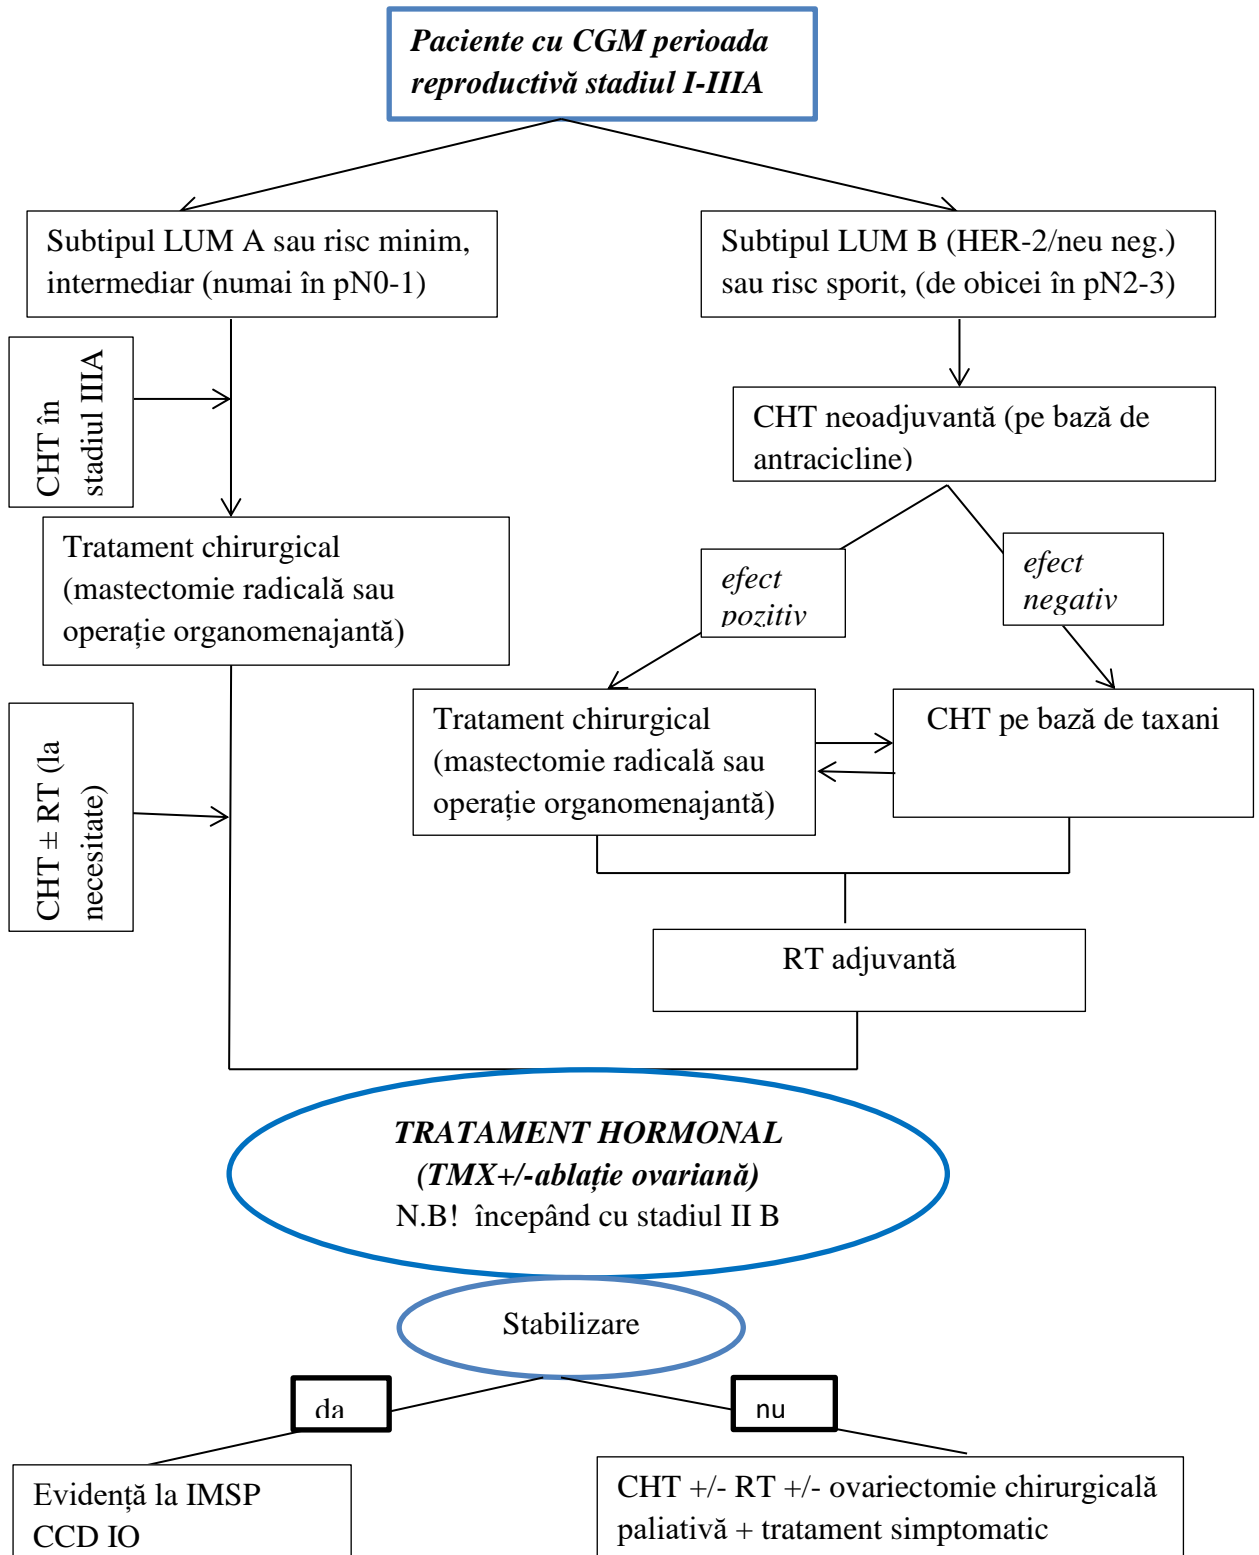 Paciente cu CGM perioada
reproductivă stadiul I-IIIA
Subtipul LUM A sau risc minim,
intermediar (numai în pN0-1)
Subtipul LUM B (HER-2/neu neg.)
sau risc sporit, (de obicei în pN2-3)
CHT în
stadiul IIIA
CHT neoadjuvantă (pe bază de
antracicline)
Tratament chirurgical
(mastectomie radicală sau
operație organomenajantă)
efect
pozitiv
efect
negativ
CHT ± RT (la
necesitate)
Tratament chirurgical
(mastectomie radicală sau
operație organomenajantă)
CHT pe bază de taxani
RT adjuvantă
TRATAMENT HORMONAL
(TMX+/-ablație ovariană)
N.B! începând cu stadiul II B
Stabilizare
da
nu
Evidență la IMSP
CCD IO
CHT +/- RT +/- ovariectomie chirurgicală
paliativă + tratament simptomatic